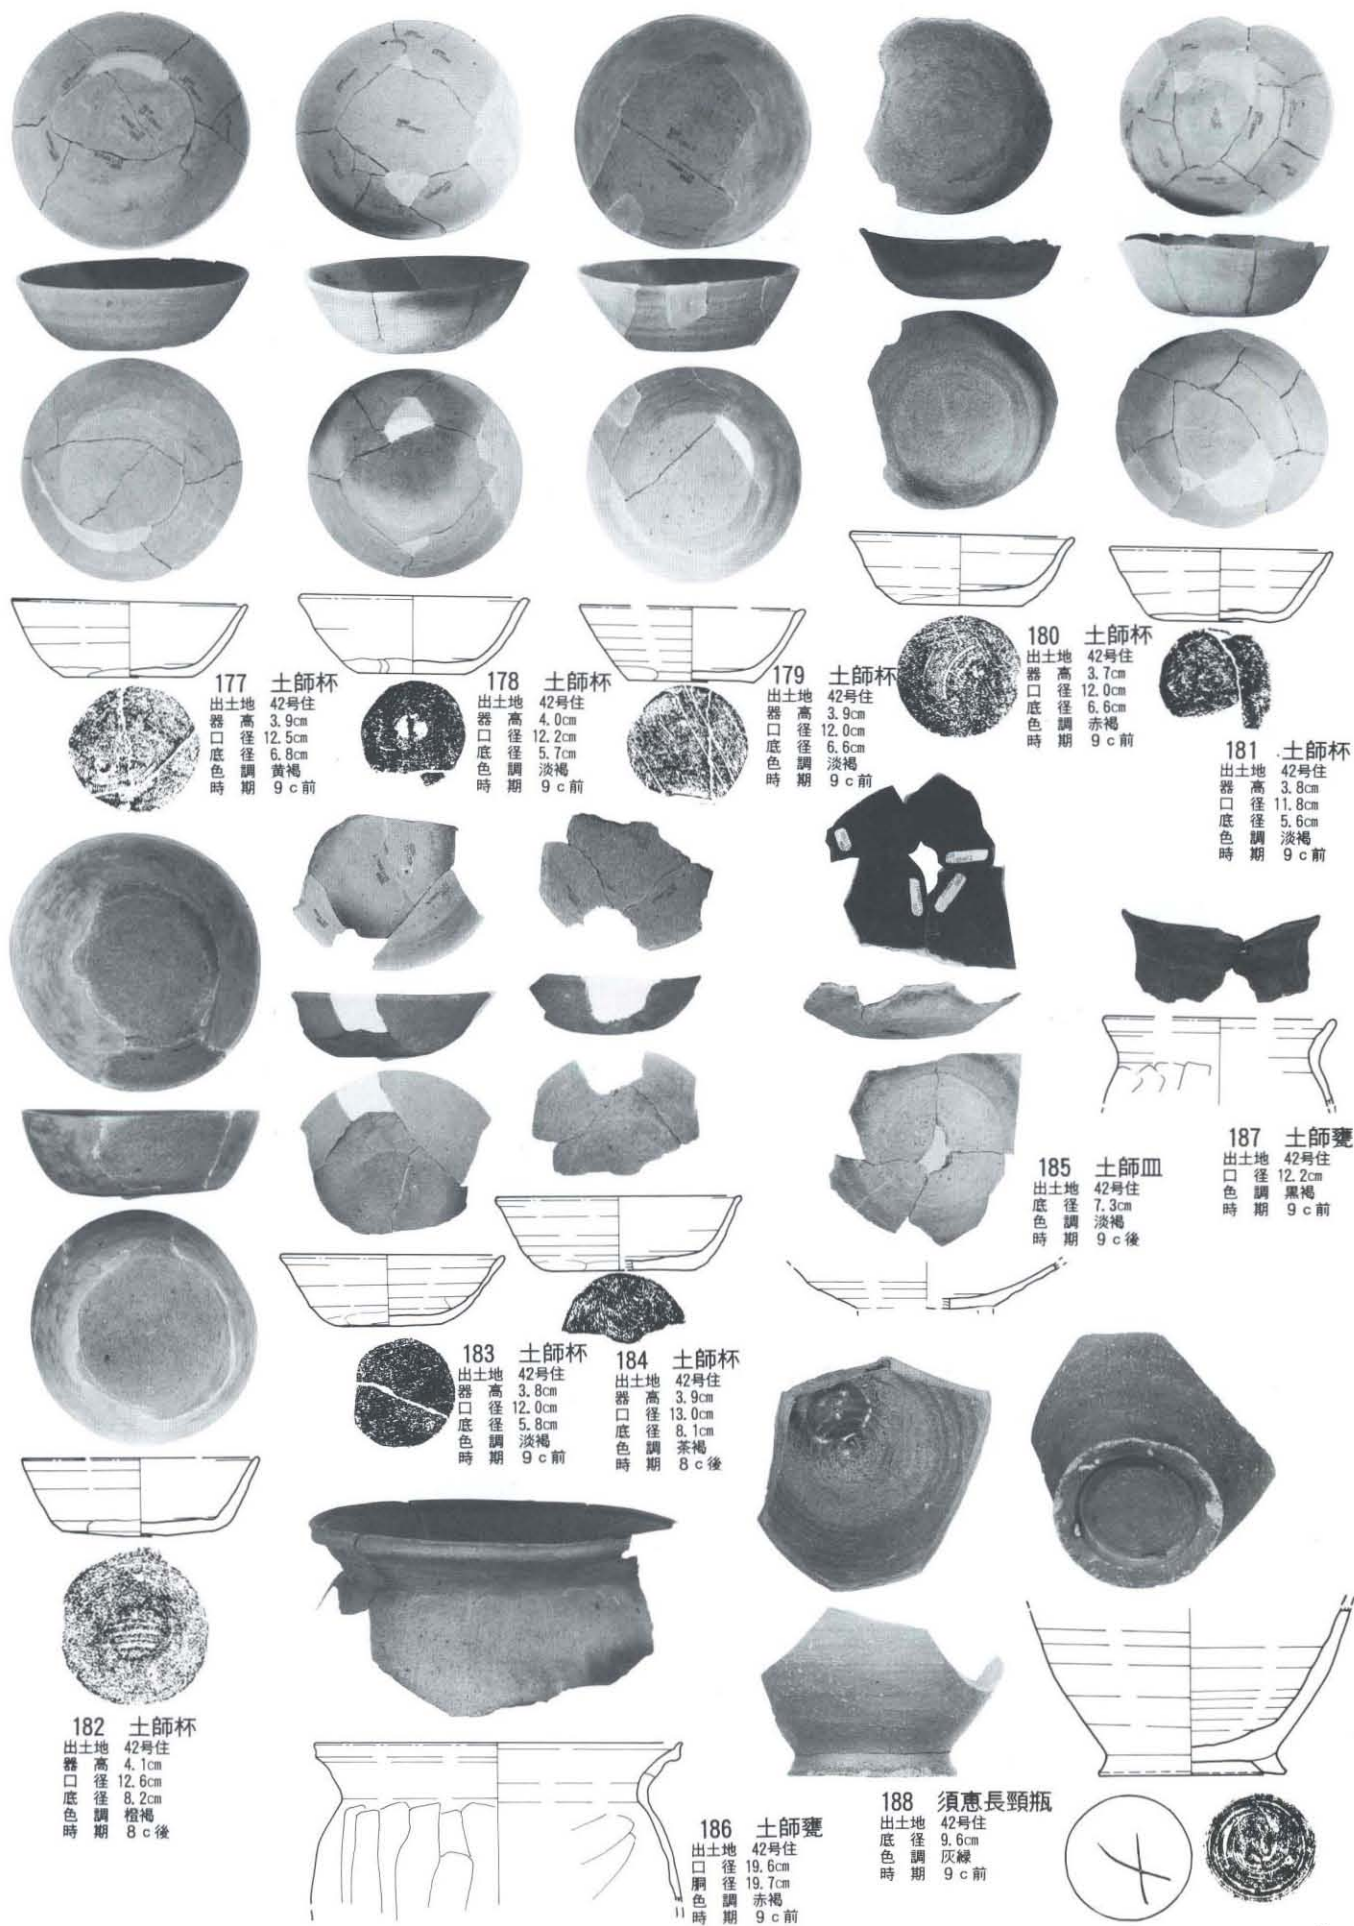 177 土師杯
出土地 42号住
器高 3.9cm
口径 12.5cm
底径 6.8cm
色調 黄褐
時期 9c前
178 土師杯
出土地 42号住
器高 4.0cm
口径 12.2cm
底径 5.7cm
色調 淡褐
時期 9c前
179 土師杯
出土地 42号住
器高 3.9cm
口径 12.0cm
底径 6.6cm
色調 淡褐
時期 9c前
180 土師杯
出土地 42号住
器高 3.7cm
口径 12.0cm
底径 6.6cm
色調 赤褐
時期 9c前
181 土師杯
出土地 42号住
器高 3.8cm
口径 11.8cm
底径 5.6cm
色調 淡褐
時期 9c前
182 土師杯
出土地 42号住
器高 4.1cm
口径 12.6cm
底径 8.2cm
色調 橙褐
時期 8c後
183 土師杯
出土地 42号住
器高 3.8cm
口径 12.0cm
底径 5.8cm
色調 淡褐
時期 9c前
184 土師杯
出土地 42号住
器高 3.9cm
口径 13.0cm
底径 8.1cm
色調 茶褐
時期 8c後
185 土師皿
出土地 42号住
底径 7.3cm
色調 淡褐
時期 9c後
187 土師甕
出土地 42号住
口径 12.2cm
色調 黒褐
時期 9c前
186 土師甕
出土地 42号住
口径 19.6cm
胴径 19.7cm
色調 赤褐
時期 9c前
188 須恵長頸瓶
出土地 42号住
底径 9.6cm
色調 灰緑
時期 9c前